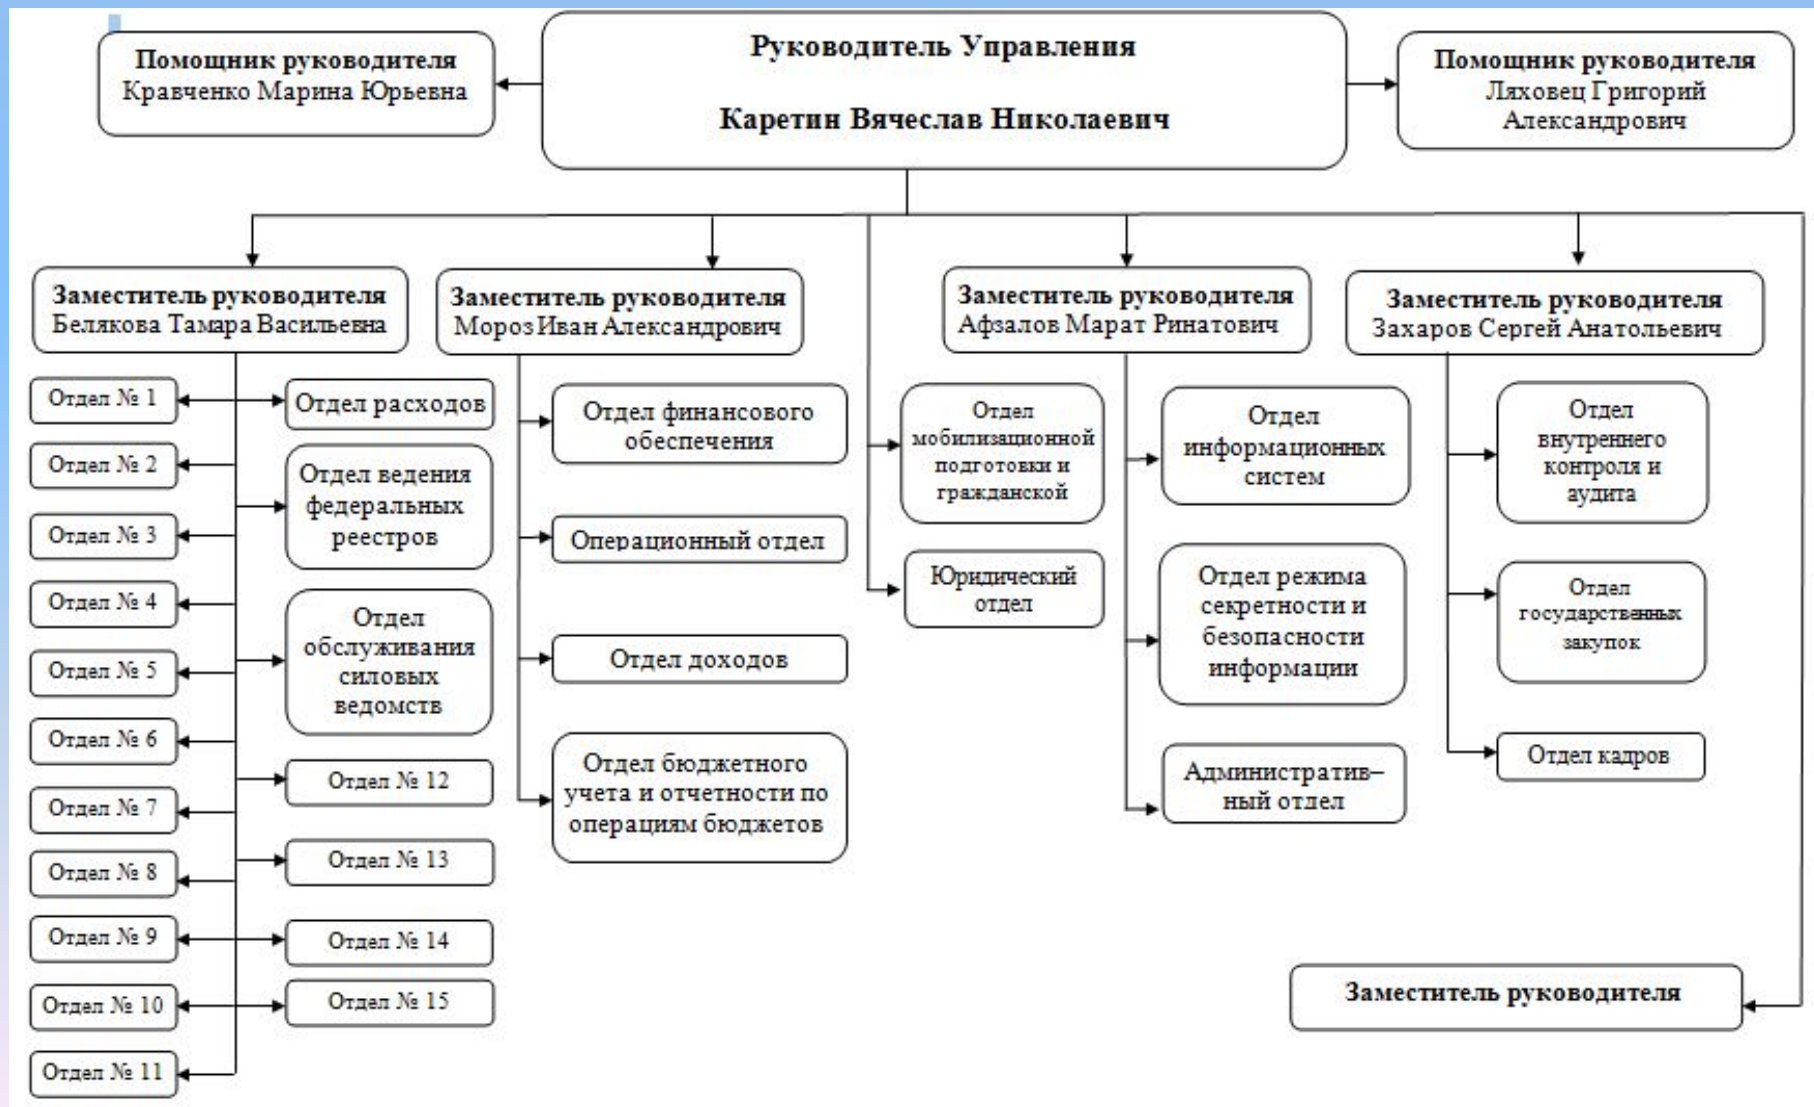 Руководитель Управления
Каретин Вячеслав Николаевич
Помощник руководителя
Кравченко Марина Юрьевна
Помощник руководителя
Ляховец Григорий
Александрович
Заместитель руководителя
Белякова Тамара Васильевна
Отдел № 1
Отдел № 2
Отдел № 3
Отдел № 4
Отдел № 5
Отдел № 6
Отдел № 7
Отдел № 8
Отдел № 9
Отдел № 10
Отдел № 11
Отдел расходов
Отдел ведения
федеральных
реестров
Отдел
обслуживания
силовых
ведомств
Отдел № 12
Отдел № 13
Отдел № 14
Отдел № 15
Заместитель руководителя
Мороз Иван Александрович
Отдел финансового
обеспечения
Операционный отдел
Отдел доходов
Отдел бюджетного
учета и отчетности по
операциям бюджетов
Отдел
мобилизационной
подготовки и
гражданской
Юридический
отдел
Заместитель руководителя
Афзалов Марат Ринатович
Отдел
информационных
систем
Отдел режима
секретности и
безопасности
информации
Административ–
ный отдел
Заместитель руководителя
Захаров Сергей Анатольевич
Отдел
внутреннего
контроля и
аудита
Отдел
государственных
закупок
Отдел кадров
Заместитель руководителя